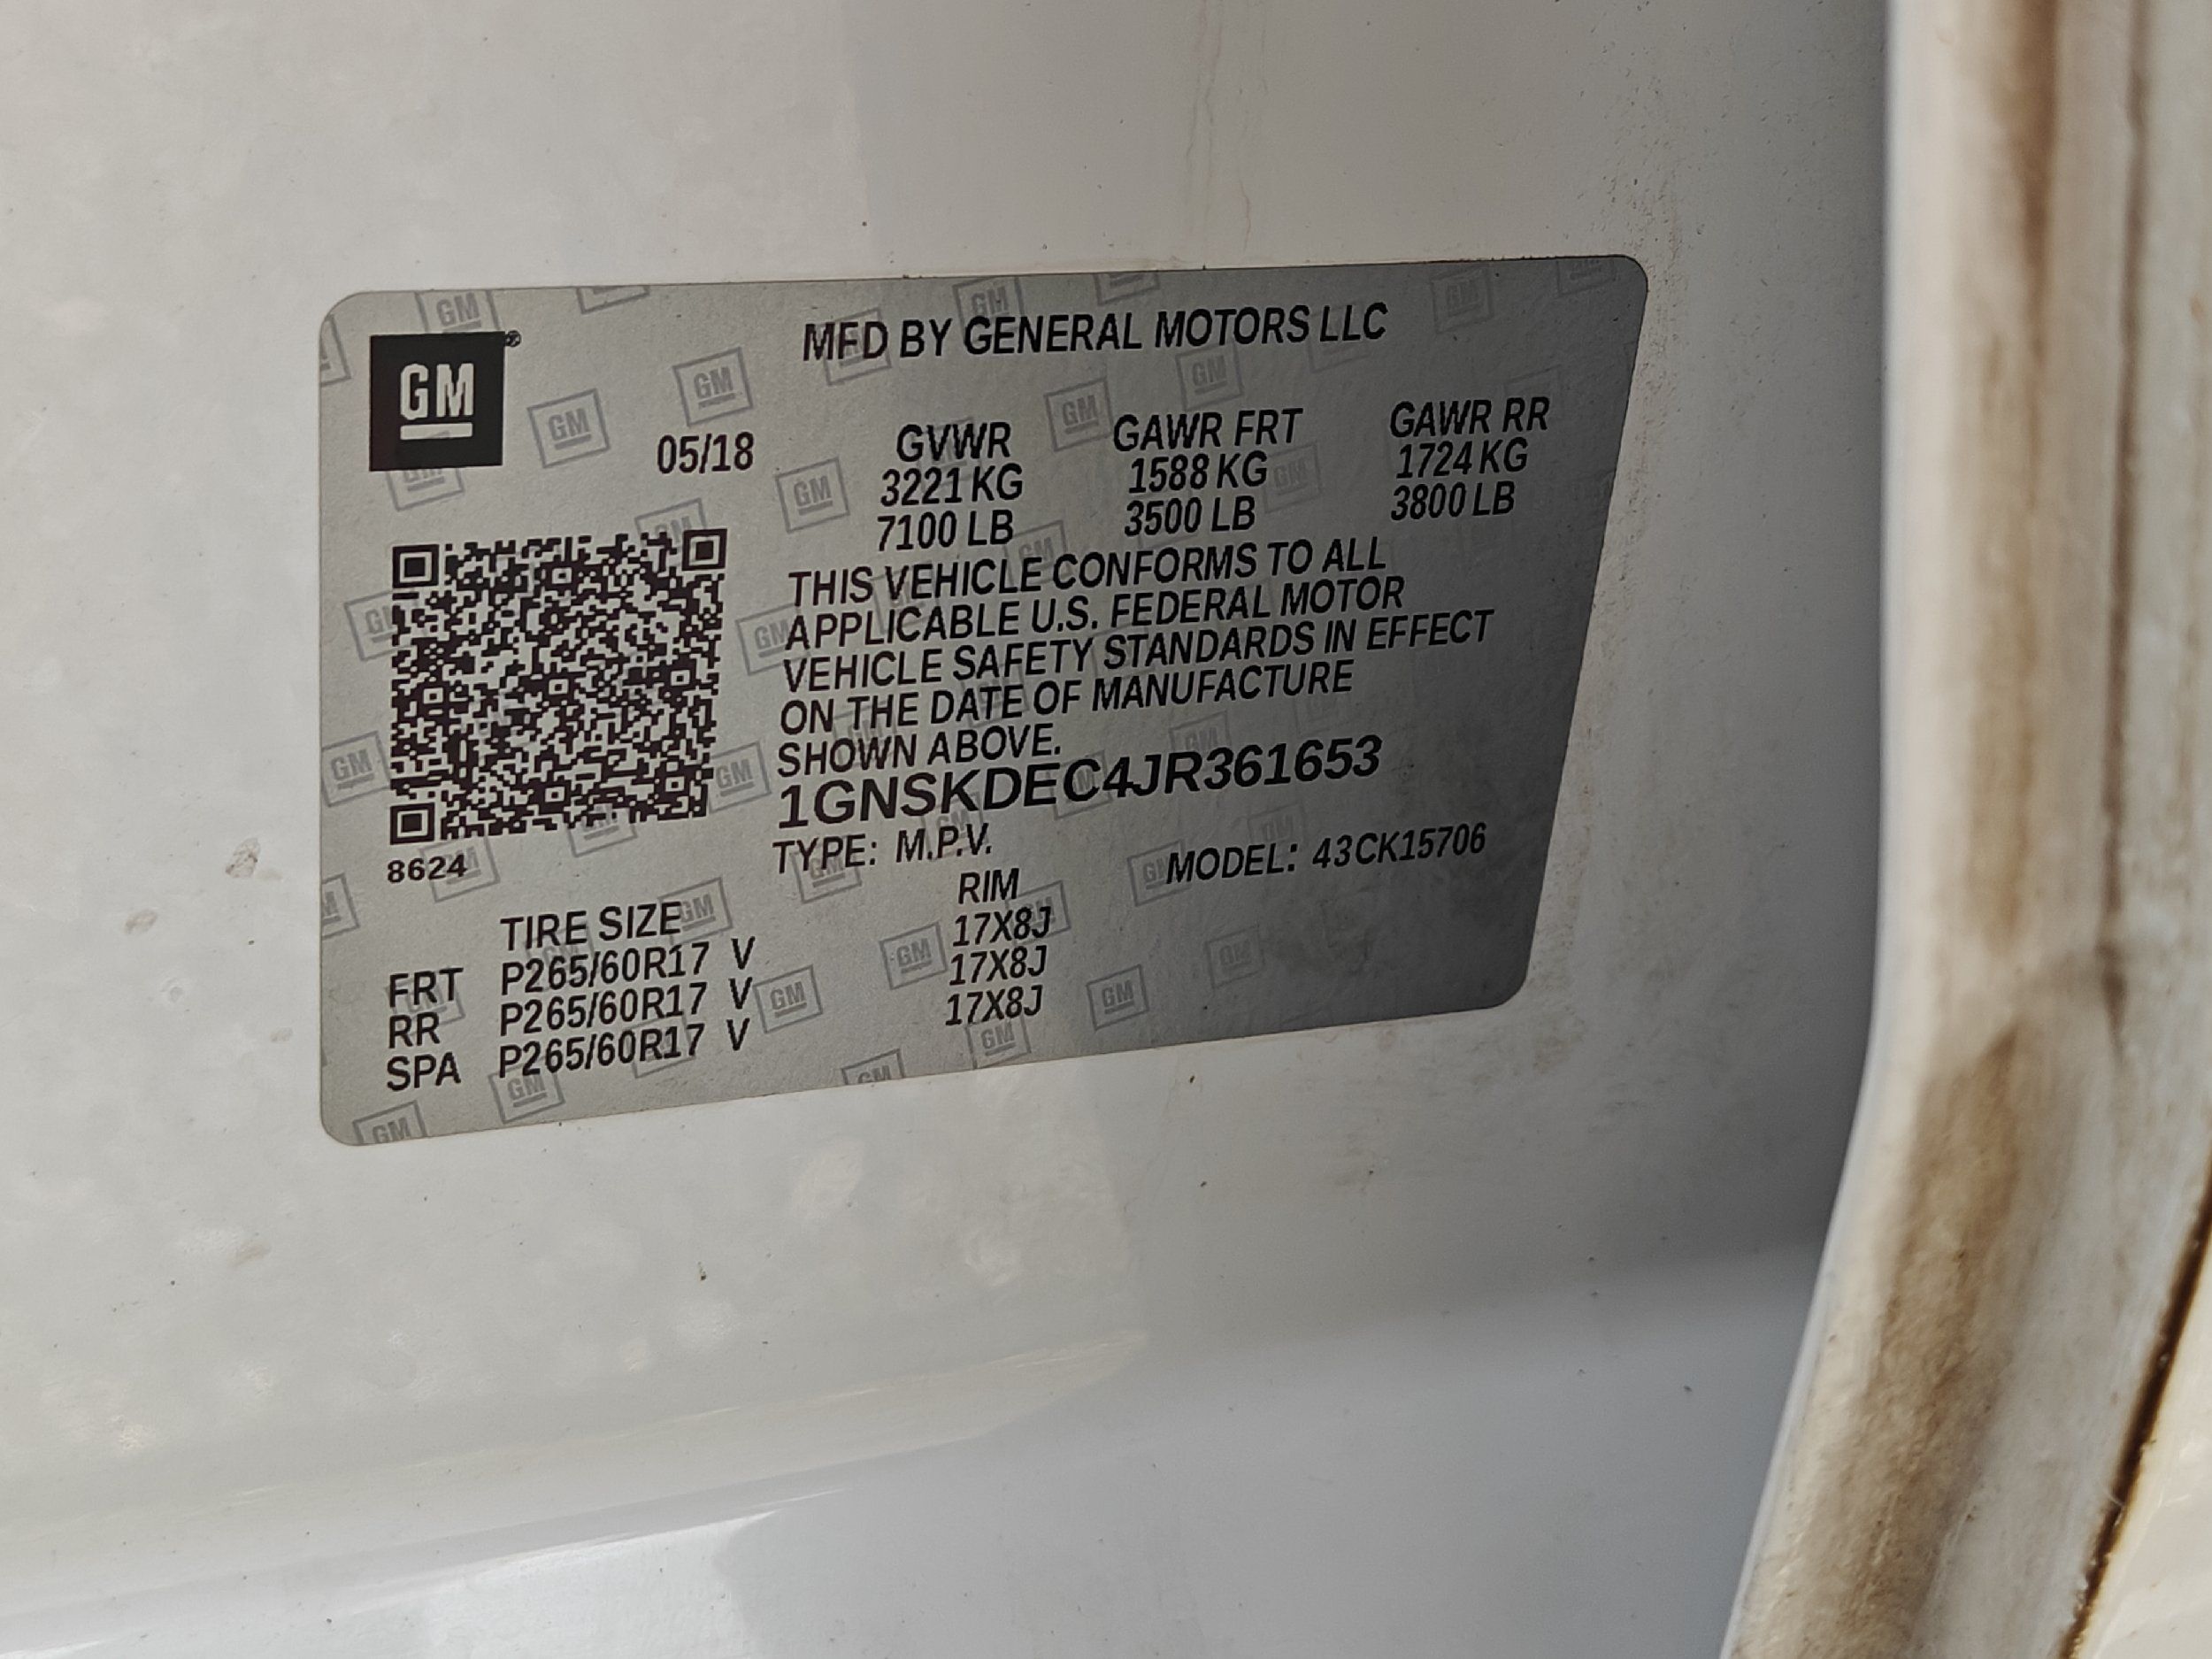 GM
MFD BY GENERAL MOTORS LLC
05/18
GVWR GAWR FRT GAWR RR
3221 KG 1588 KG 1724 KG
7100 LB 3500 LB 3800 LB
THIS VEHICLE CONFORMS TO ALL
APPLICABLE U.S. FEDERAL MOTOR
VEHICLE SAFETY STANDARDS IN EFFECT
ON THE DATE OF MANUFACTURE
SHOWN ABOVE.
1GNSKDEC4JR361653
8624
TYPE: M.P.V. MODEL: 43CK15706
TIRE SIZE RIM
FRT P265/60R17 V 17X8J
RR P265/60R17 V 17X8J
SPA P265/60R17 V 17X8J